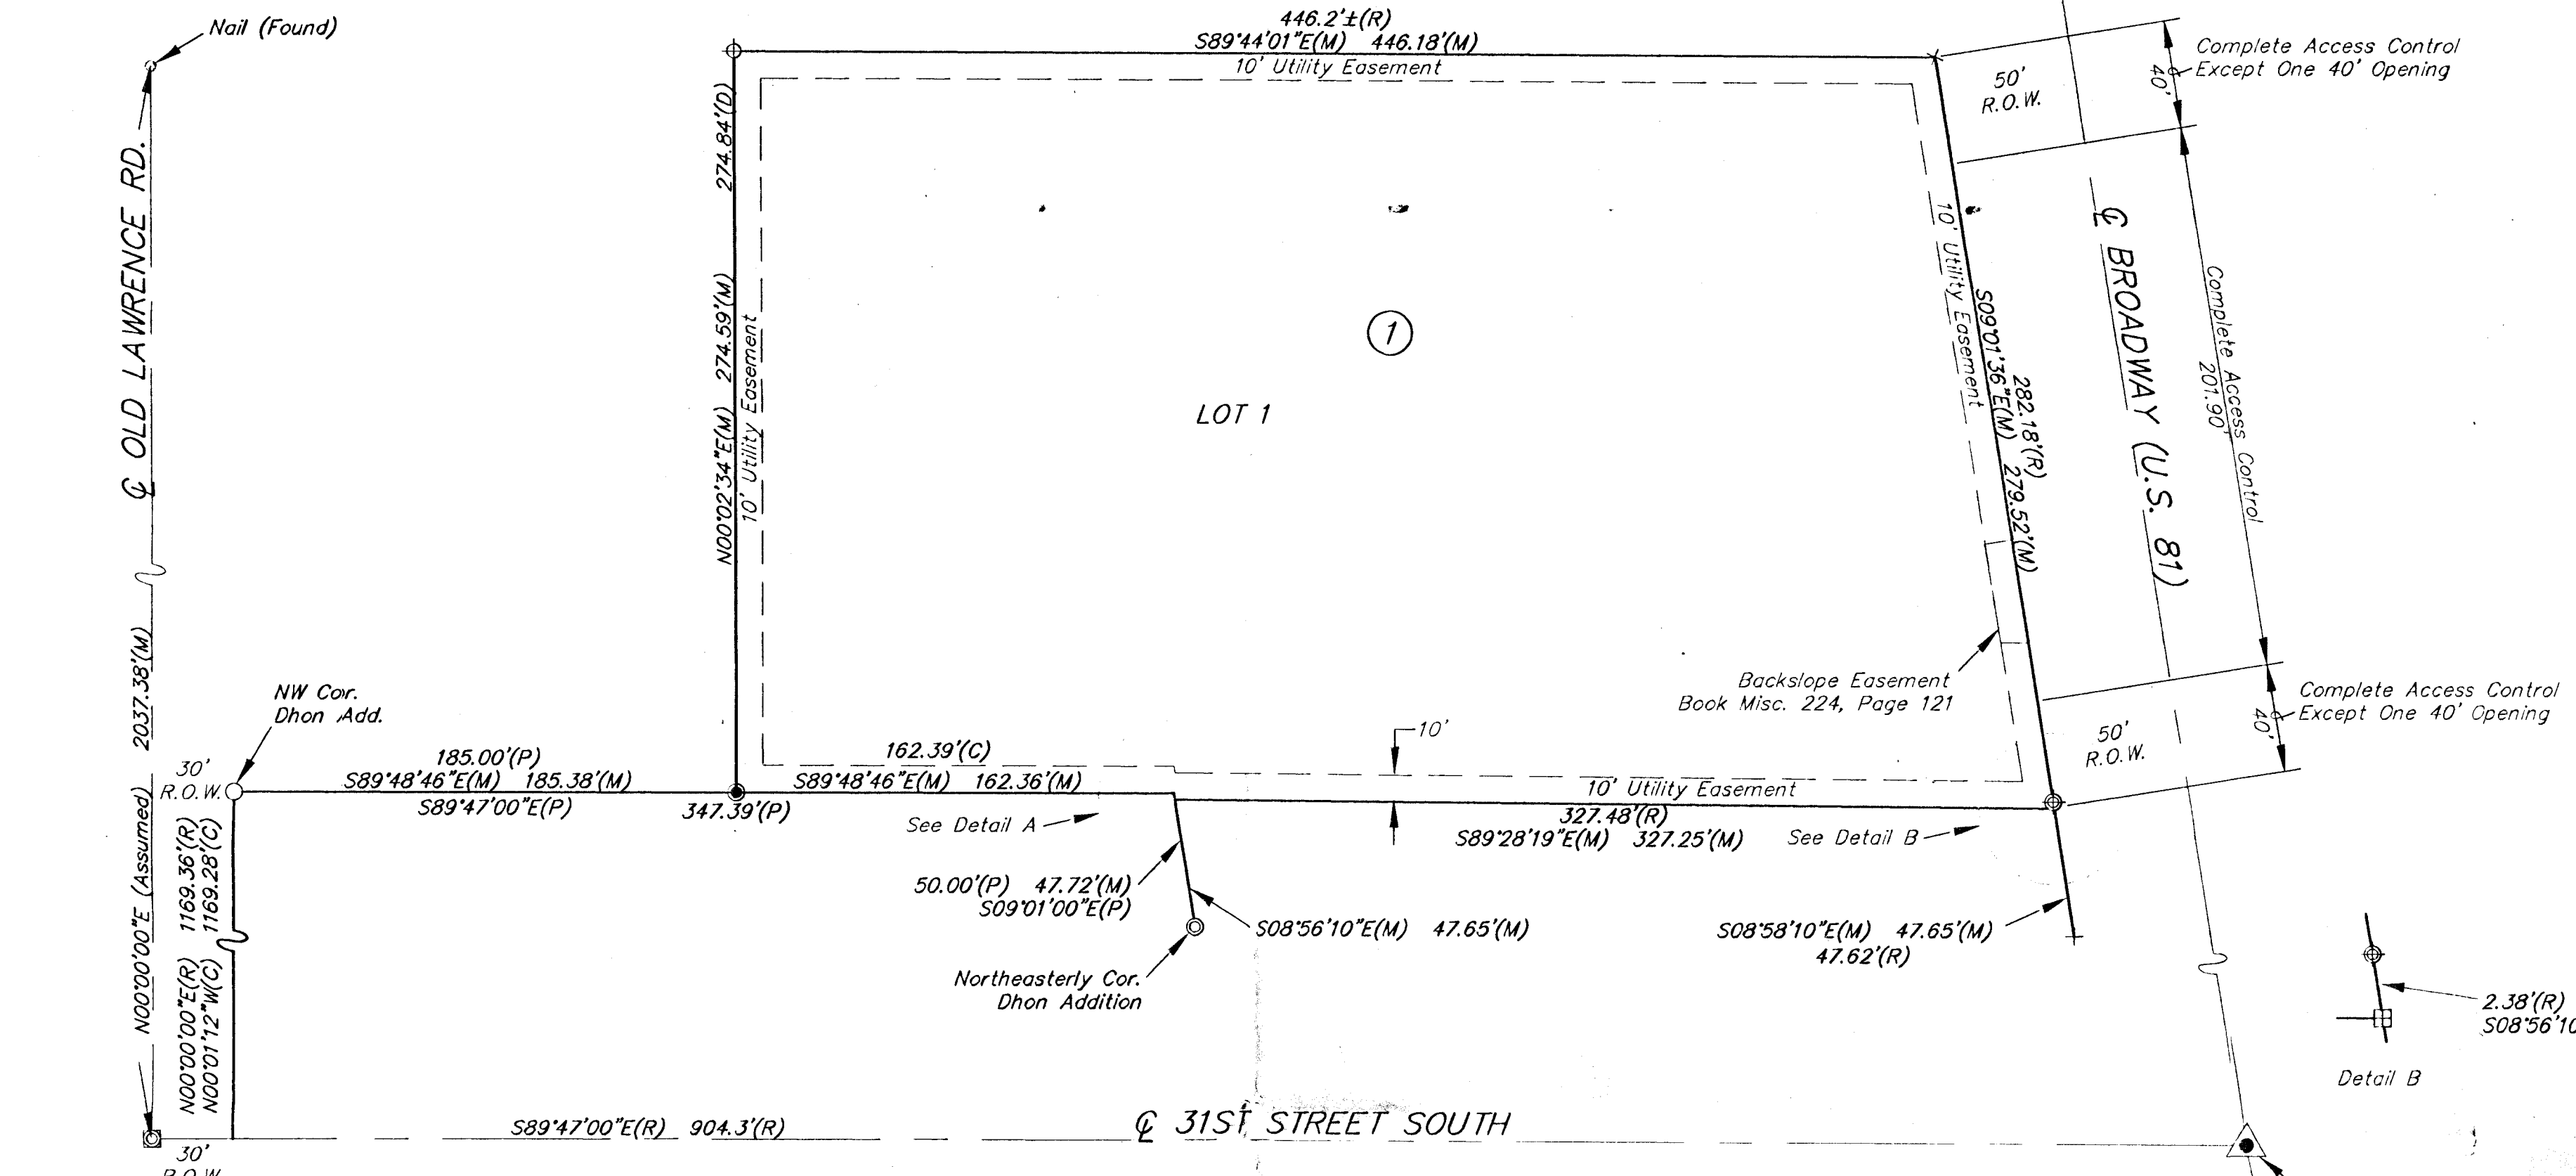 Nail (Found)
446.2'±(R)
S89°44'01"E(M) 446.18'(M)
10' Utility Easement
50'
R.O.W.
40'
Complete Access Control
Except One 40' Opening
℄ OLD LAWRENCE RD.
2037.38'(M)
N00°00'00"E (Assumed)
274.84'(D)
N00°02'34"E(M) 274.59'(M)
10' Utility Easement
1
LOT 1
10' Utility Easement
S09°01'36"E(M) 279.52'(M)
282.18'(R)
℄ BROADWAY (U.S. 81)
Complete Access Control
201.90'
Backslope Easement
Book Misc. 224, Page 121
40'
Complete Access Control
Except One 40' Opening
50'
R.O.W.
NW Cor.
Dhon Add.
30'
R.O.W.
185.00'(P)
S89°48'46"E(M) 185.38'(M)
S89°47'00"E(P)
347.39'(P)
162.39'(C)
S89°48'46"E(M) 162.36'(M)
See Detail A
10'
10' Utility Easement
327.48'(R)
S89°28'19"E(M) 327.25'(M)
See Detail B
N00°00'00"E(R) 1169.36'(R)
N00°01'12"W(C) 1169.28'(C)
50.00'(P) 47.72'(M)
S09°01'00"E(P)
S08°56'10"E(M) 47.65'(M)
S08°58'10"E(M) 47.65'(M)
47.62'(R)
Northeasterly Cor.
Dhon Addition
2.38'(R)
S08°56'10
Detail B
S89°47'00"E(R) 904.3'(R)
℄ 31ST STREET SOUTH
30'
R.O.W.